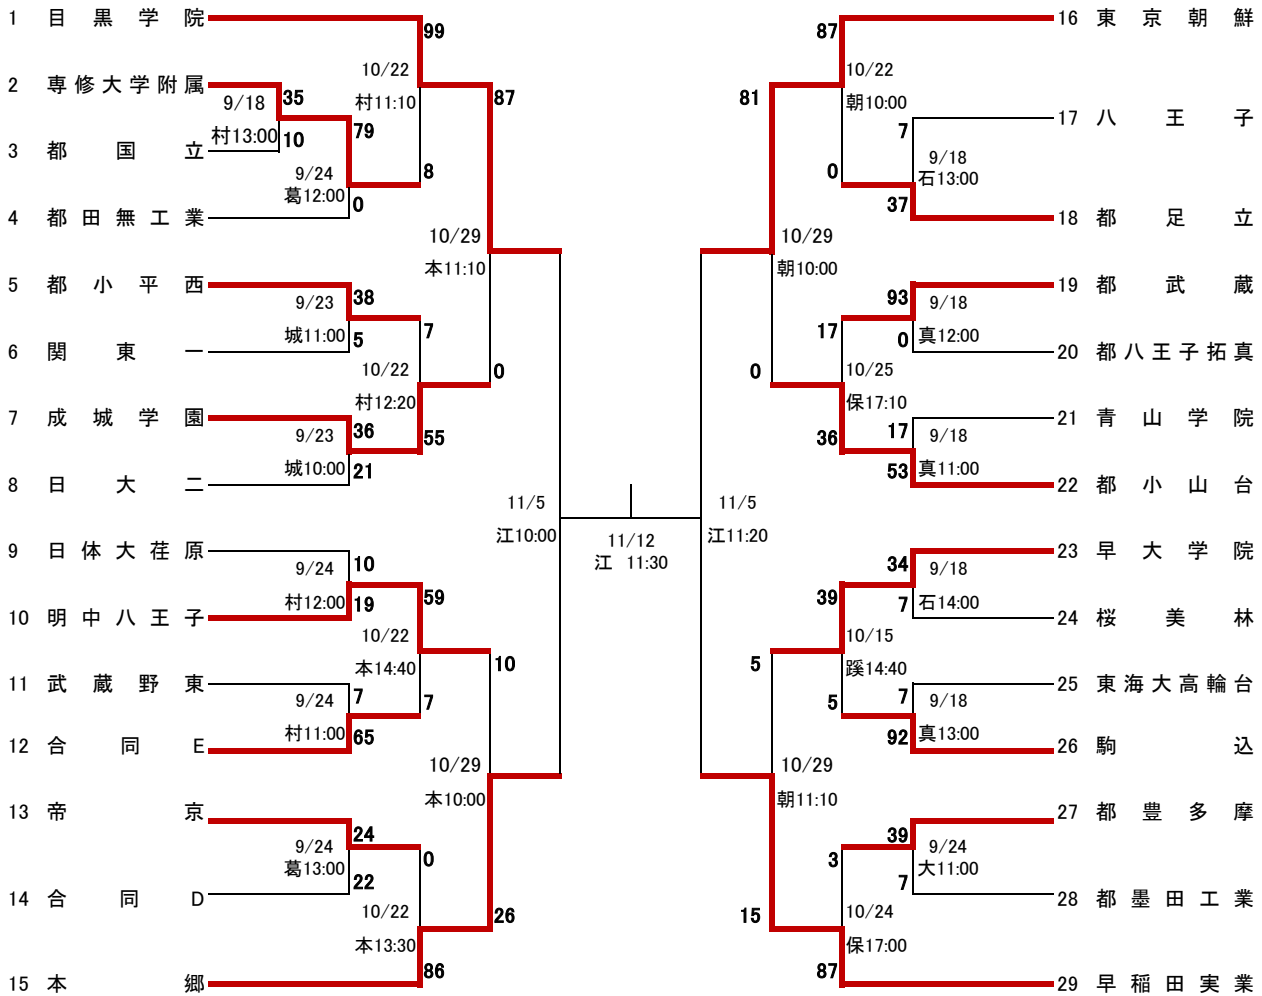 1 目黒学院
99
10/22
村11:10
2 専修大学附属
35
9/18
村13:00
10
3 都国立
79
9/24
葛12:00
0
8
4 都田無工業
87
10/29
本11:10
5 都小平西
38
9/23
城11:00
5
6 関東一
7
10/22
村12:20
0
7 成城学園
36
9/23
城10:00
21
55
8 日大二
11/5
江10:00
9 日体大荏原
10
9/24
村12:00
19
10 明中八王子
59
10/22
本14:40
10
11 武蔵野東
7
9/24
村11:00
65
7
12 合同E
10/29
本10:00
13 帝京
24
9/24
葛13:00
22
14 合同D
0
10/22
本13:30
26
86
15 本郷
11/12
江 11:30
16 東京朝鮮
87
10/22
朝10:00
81
17 八王子
7
9/18
石13:00
0
37
18 都足立
10/29
朝10:00
19 都武蔵
93
9/18
真12:00
0
17
20 都八王子拓真
0
10/25
保17:10
21 青山学院
17
9/18
真11:00
36
53
22 都小山台
11/5
江11:20
23 早大学院
34
9/18
石14:00
7
39
24 桜美林
5
10/15
蹊14:40
25 東海大高輪台
7
9/18
真13:00
5
92
26 駒込
10/29
朝11:10
27 都豊多摩
39
9/24
大11:00
3
7
28 都墨田工業
15
10/24
保17:00
87
29 早稲田実業